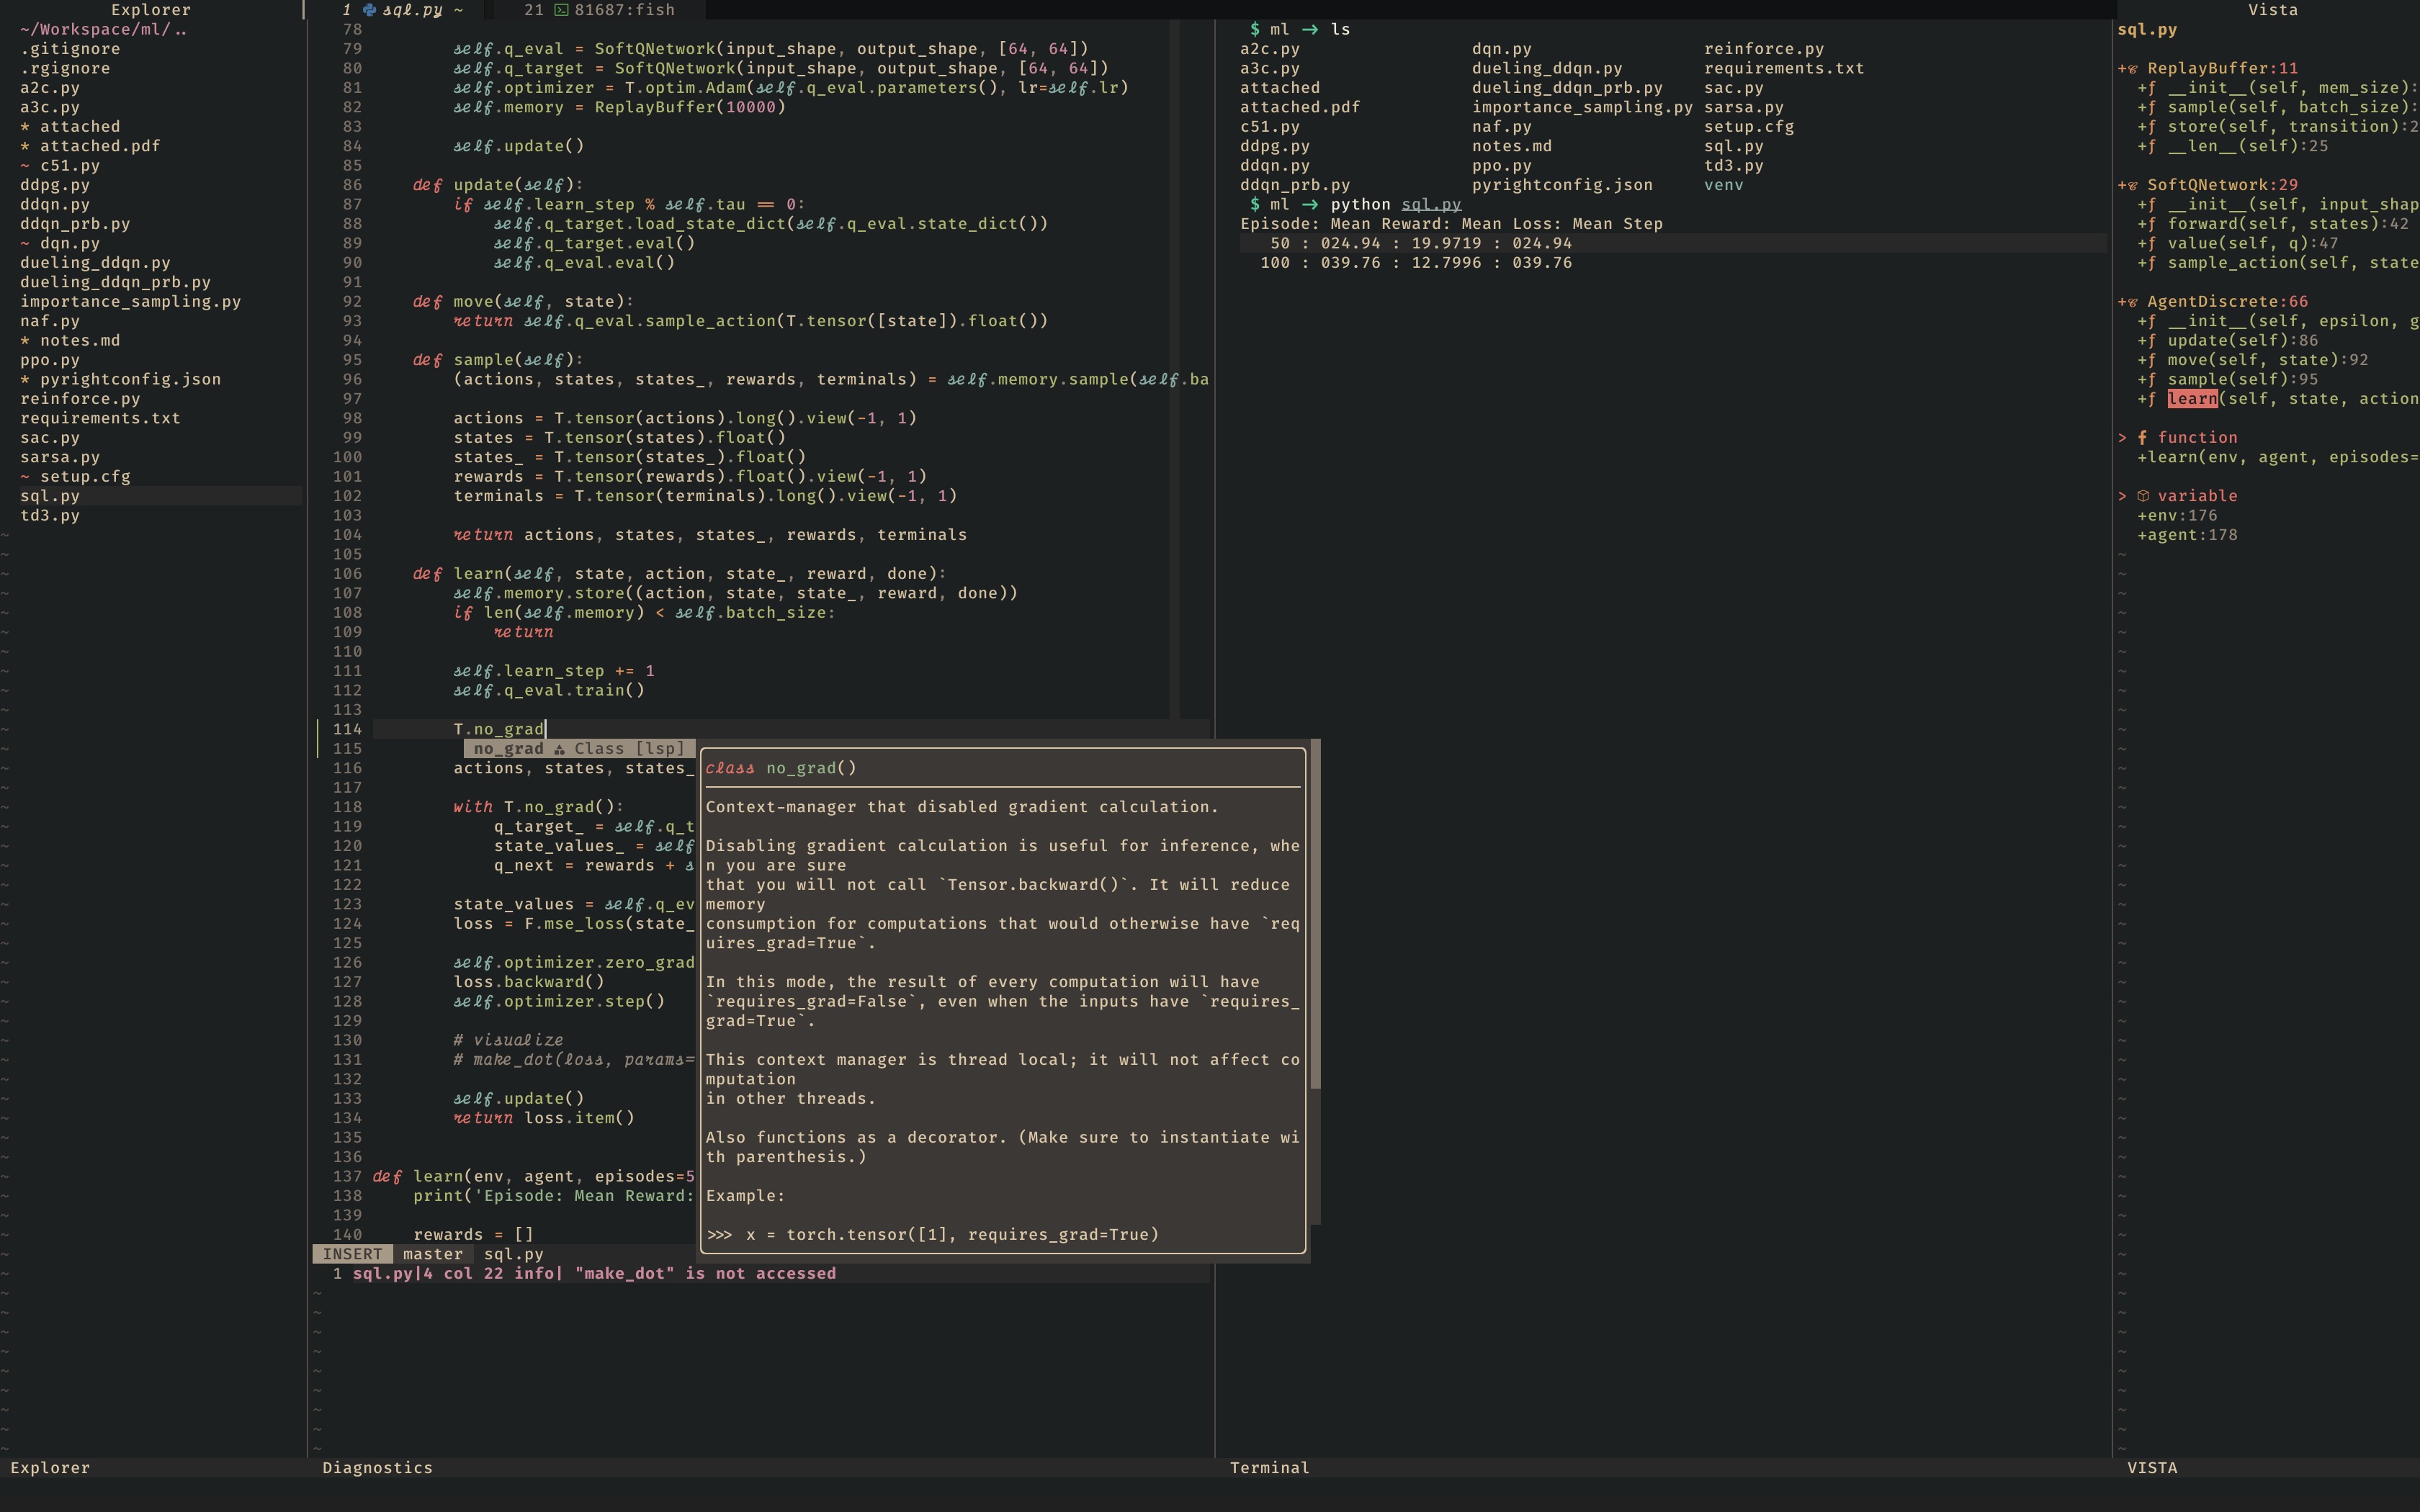 Explorer
~/Workspace/ml/..
.gitignore
.rgignore
a2c.py
a3c.py
* attached
* attached.pdf
~ c51.py
ddpg.py
ddqn.py
ddqn_prb.py
~ dqn.py
dueling_ddqn.py
dueling_ddqn_prb.py
importance_sampling.py
naf.py
* notes.md
ppo.py
* pyrightconfig.json
reinforce.py
requirements.txt
sac.py
sarsa.py
~ setup.cfg
sql.py
td3.py
Explorer
1 sql.py ~ 21 81687:fish
78
79 self.q_eval = SoftQNetwork(input_shape, output_shape, [64, 64])
80 self.q_target = SoftQNetwork(input_shape, output_shape, [64, 64])
81 self.optimizer = T.optim.Adam(self.q_eval.parameters(), lr=self.lr)
82 self.memory = ReplayBuffer(10000)
83
84 self.update()
85
86 def update(self):
87 if self.learn_step % self.tau == 0:
88 self.q_target.load_state_dict(self.q_eval.state_dict())
89 self.q_target.eval()
90 self.q_eval.eval()
91
92 def move(self, state):
93 return self.q_eval.sample_action(T.tensor([state]).float())
94
95 def sample(self):
96 (actions, states, states_, rewards, terminals) = self.memory.sample(self.ba
97
98 actions = T.tensor(actions).long().view(-1, 1)
99 states = T.tensor(states).float()
100 states_ = T.tensor(states_).float()
101 rewards = T.tensor(rewards).float().view(-1, 1)
102 terminals = T.tensor(terminals).long().view(-1, 1)
103
104 return actions, states, states_, rewards, terminals
105
106 def learn(self, state, action, state_, reward, done):
107 self.memory.store((action, state, state_, reward, done))
108 if len(self.memory) < self.batch_size:
109 return
110
111 self.learn_step += 1
112 self.q_eval.train()
113
114 T.no_grad
115 no_grad Class [lsp]
116 actions, states, states_
117
118 with T.no_grad():
119 q_target_ = self.q_t
120 state_values_ = self
121 q_next = rewards + s
122
123 state_values = self.q_ev
124 loss = F.mse_loss(state_
125
126 self.optimizer.zero_grad
127 loss.backward()
128 self.optimizer.step()
129
130 # visualize
131 # make_dot(loss, params=
132
133 self.update()
134 return loss.item()
135
136
137 def learn(env, agent, episodes=5
138 print('Episode: Mean Reward:
139
140 rewards = []
INSERT master sql.py
1 sql.py|4 col 22 info| "make_dot" is not accessed
Diagnostics
class no_grad()
Context-manager that disabled gradient calculation.
Disabling gradient calculation is useful for inference, whe
n you are sure
that you will not call `Tensor.backward()`. It will reduce
memory
consumption for computations that would otherwise have `req
uires_grad=True`.
In this mode, the result of every computation will have
`requires_grad=False`, even when the inputs have `requires_
grad=True`.
This context manager is thread local; it will not affect co
mputation
in other threads.
Also functions as a decorator. (Make sure to instantiate wi
th parenthesis.)
Example:
>>> x = torch.tensor([1], requires_grad=True)
$ ml → ls
a2c.py dqn.py reinforce.py
a3c.py dueling_ddqn.py requirements.txt
attached dueling_ddqn_prb.py sac.py
attached.pdf importance_sampling.py sarsa.py
c51.py naf.py setup.cfg
ddpg.py notes.md sql.py
ddqn.py ppo.py td3.py
ddqn_prb.py pyrightconfig.json venv
$ ml → python sql.py
Episode: Mean Reward: Mean Loss: Mean Step
50 : 024.94 : 19.9719 : 024.94
100 : 039.76 : 12.7996 : 039.76
Terminal
Vista
sql.py
+ ReplayBuffer:11
+f __init__(self, mem_size):
+f sample(self, batch_size):
+f store(self, transition):2
+f __len__(self):25
+ SoftQNetwork:29
+f __init__(self, input_shap
+f forward(self, states):42
+f value(self, q):47
+f sample_action(self, state
+ AgentDiscrete:66
+f __init__(self, epsilon, g
+f update(self):86
+f move(self, state):92
+f sample(self):95
+f learn(self, state, action
> f function
+learn(env, agent, episodes=
> variable
+env:176
+agent:178
VISTA